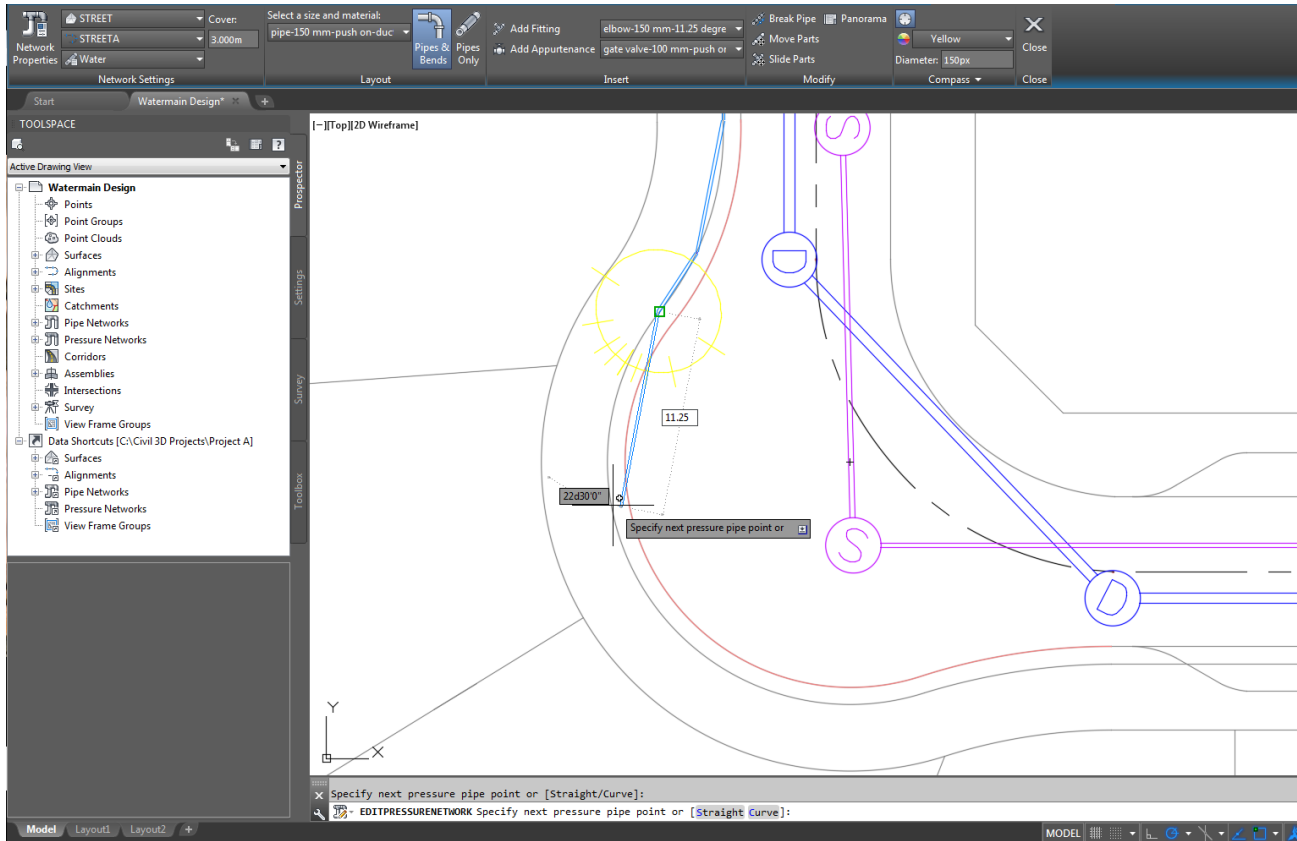 STREET
Cover:
Select a size and material:
STREETA
3.000m
pipe-150 mm-push on-duc
Network Properties
Water
Pipes & Bends
Pipes Only
Add Fitting
elbow-150 mm-11.25 degre
Add Appurtenance
gate valve-100 mm-push or
Break Pipe
Panorama
Move Parts
Slide Parts
Yellow
Diameter:
150px
Close
Network Settings
Layout
Insert
Modify
Compass
Close
Start
Watermain Design*
TOOLSPACE
Active Drawing View
Watermain Design
Points
Point Groups
Point Clouds
Surfaces
Alignments
Sites
Catchments
Pipe Networks
Pressure Networks
Corridors
Assemblies
Intersections
Survey
View Frame Groups
Data Shortcuts [C:\Civil 3D Projects\Project A]
Surfaces
Alignments
Pipe Networks
Pressure Networks
View Frame Groups
Prospector
Settings
Survey
Toolbox
[−][Top][2D Wireframe]
S
D
11.25
22d30'0"
Specify next pressure pipe point or
S
D
Y
X
Specify next pressure pipe point or [Straight/Curve]:
EDITPRESSURENETWORK Specify next pressure pipe point or [Straight Curve]:
Model
Layout1
Layout2
+
MODEL